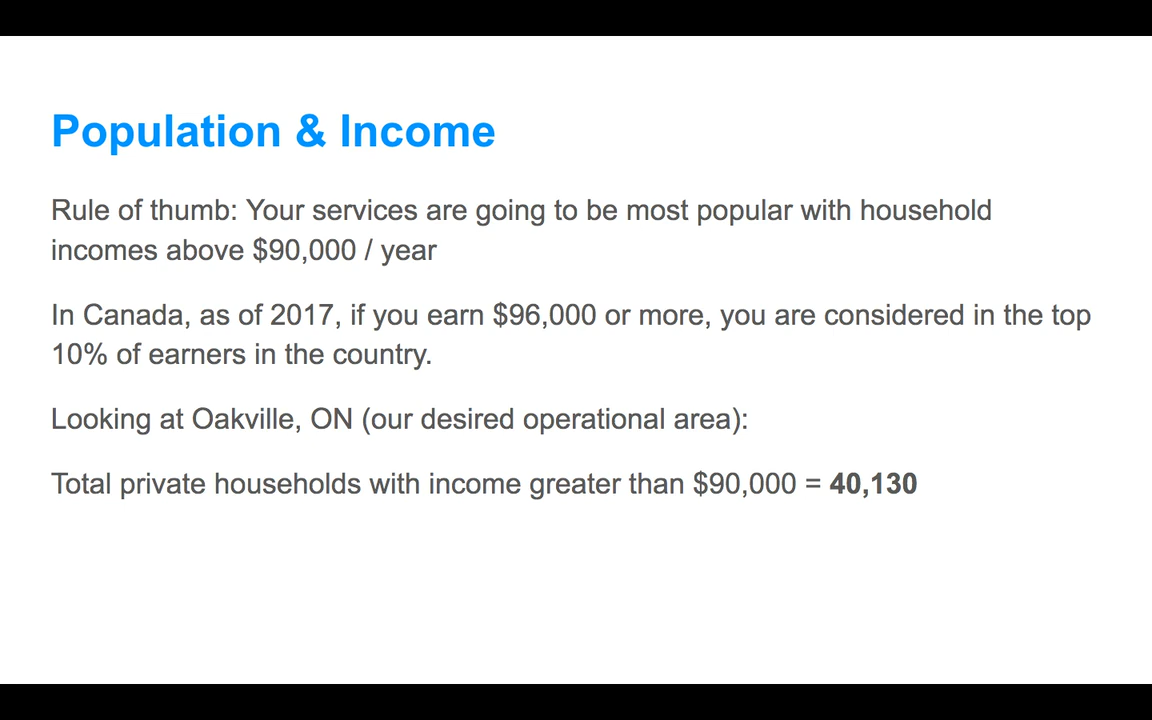 Population & Income
Rule of thumb: Your services are going to be most popular with household
incomes above $90,000 / year
In Canada, as of 2017, if you earn $96,000 or more, you are considered in the top
10% of earners in the country.
Looking at Oakville, ON (our desired operational area):
Total private households with income greater than $90,000 = 40,130